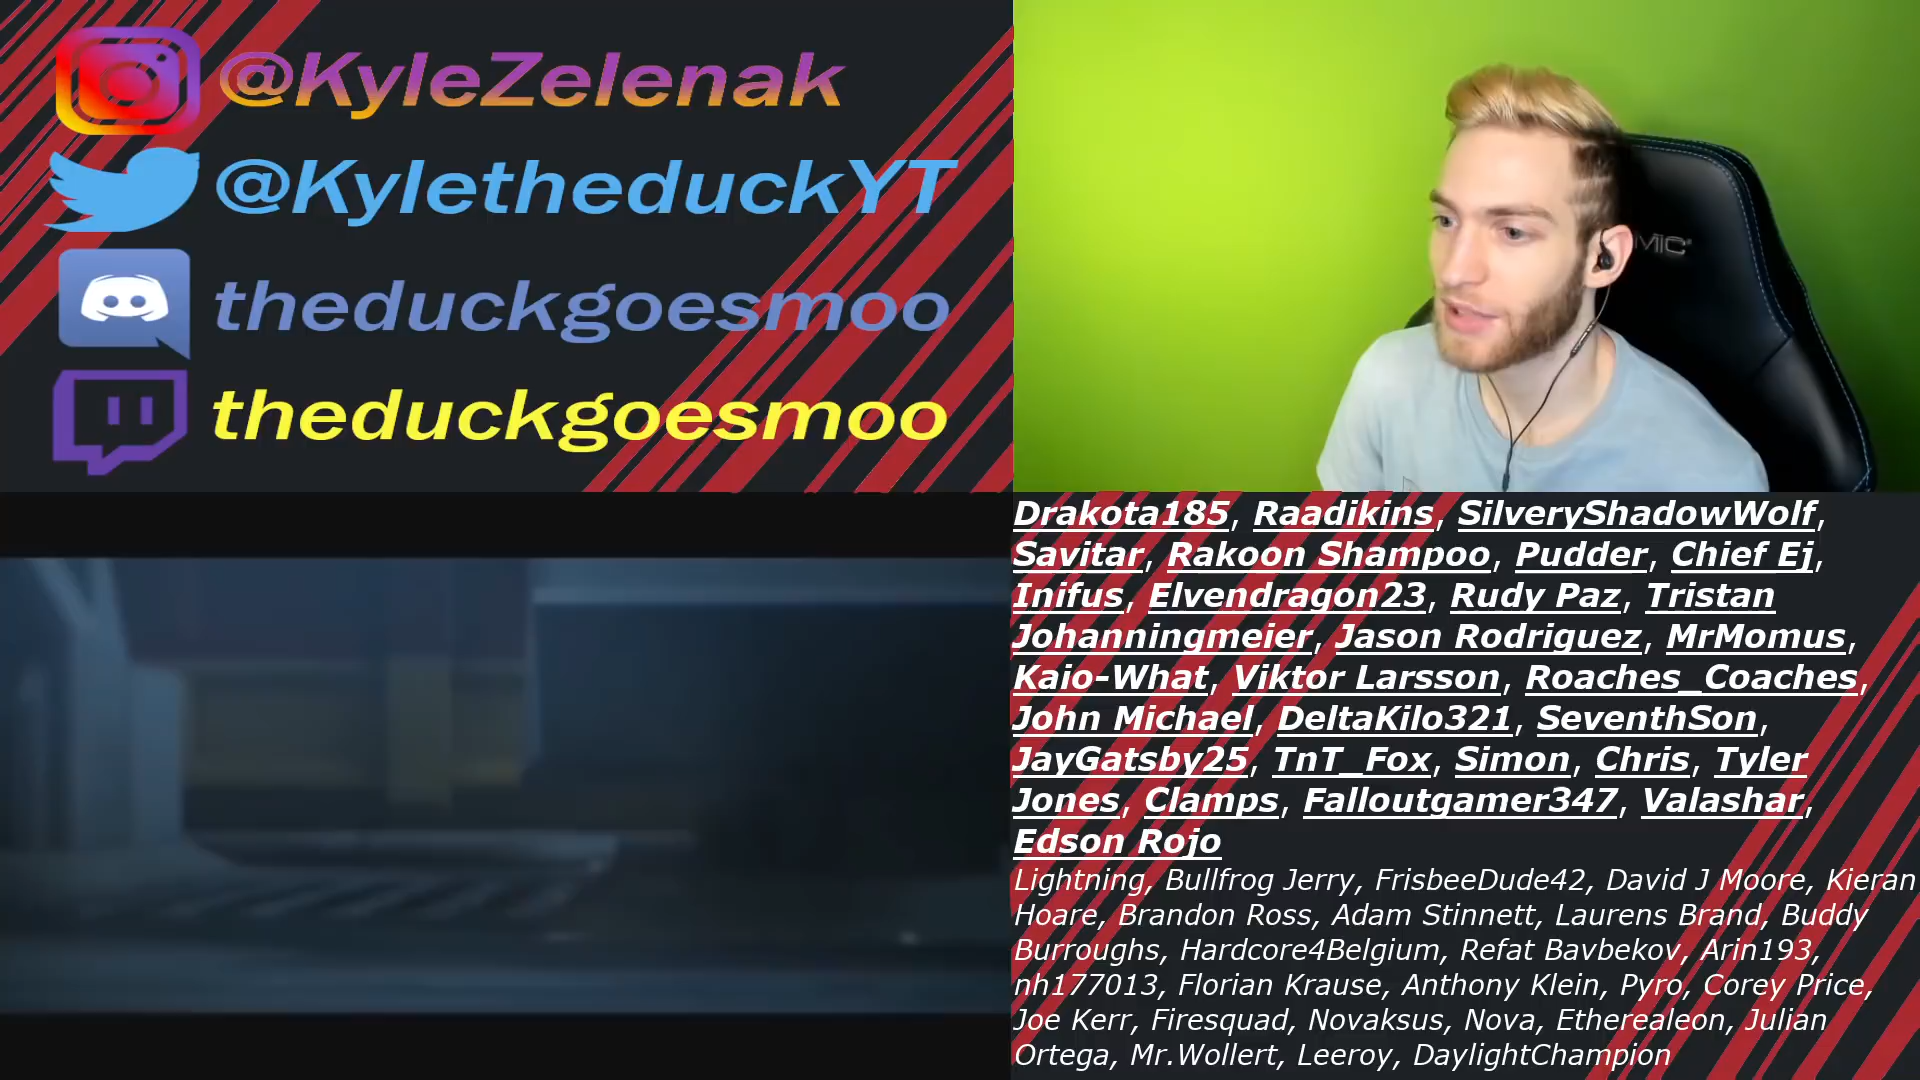 @KyleZelenak
@KyletheduckYT
theduckgoesmoo
theduckgoesmoo
MIC
Drakota185, Raadikins, SilveryShadowWolf,
Savitar, Rakoon Shampoo, Pudder, Chief Ej,
Inifus, Elvendragon23, Rudy Paz, Tristan
Johanningmeier, Jason Rodriguez, MrMomus,
Kaio-What, Viktor Larsson, Roaches_Coaches,
John Michael, DeltaKilo321, SeventhSon,
JayGatsby25, TnT_Fox, Simon, Chris, Tyler
Jones, Clamps, Falloutgamer347, Valashar,
Edson Rojo
Lightning, Bullfrog Jerry, FrisbeeDude42, David J Moore, Kieran
Hoare, Brandon Ross, Adam Stinnett, Laurens Brand, Buddy
Burroughs, Hardcore4Belgium, Refat Bavbekov, Arin193,
nh177013, Florian Krause, Anthony Klein, Pyro, Corey Price,
Joe Kerr, Firesquad, Novaksus, Nova, Etherealeon, Julian
Ortega, Mr.Wollert, Leeroy, DaylightChampion